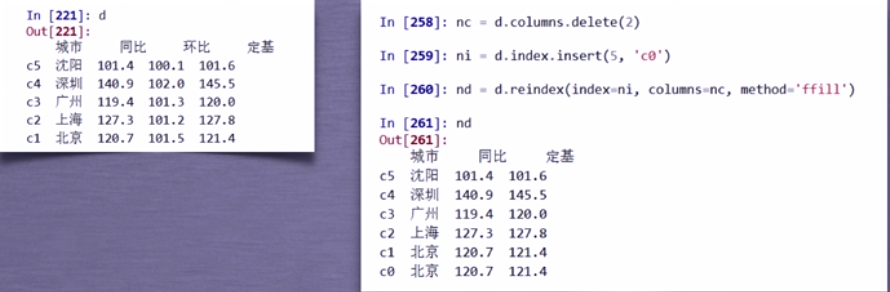 In [221]: d
Out[221]:
城市 同比 环比 定基
c5 沈阳 101.4 100.1 101.6
c4 深圳 140.9 102.0 145.5
c3 广州 119.4 101.3 120.0
c2 上海 127.3 101.2 127.8
c1 北京 120.7 101.5 121.4
In [258]: nc = d.columns.delete(2)
In [259]: ni = d.index.insert(5, 'c0')
In [260]: nd = d.reindex(index=ni, columns=nc, method='ffill')
In [261]: nd
Out[261]:
城市 同比 定基
c5 沈阳 101.4 101.6
c4 深圳 140.9 145.5
c3 广州 119.4 120.0
c2 上海 127.3 127.8
c1 北京 120.7 121.4
c0 北京 120.7 121.4